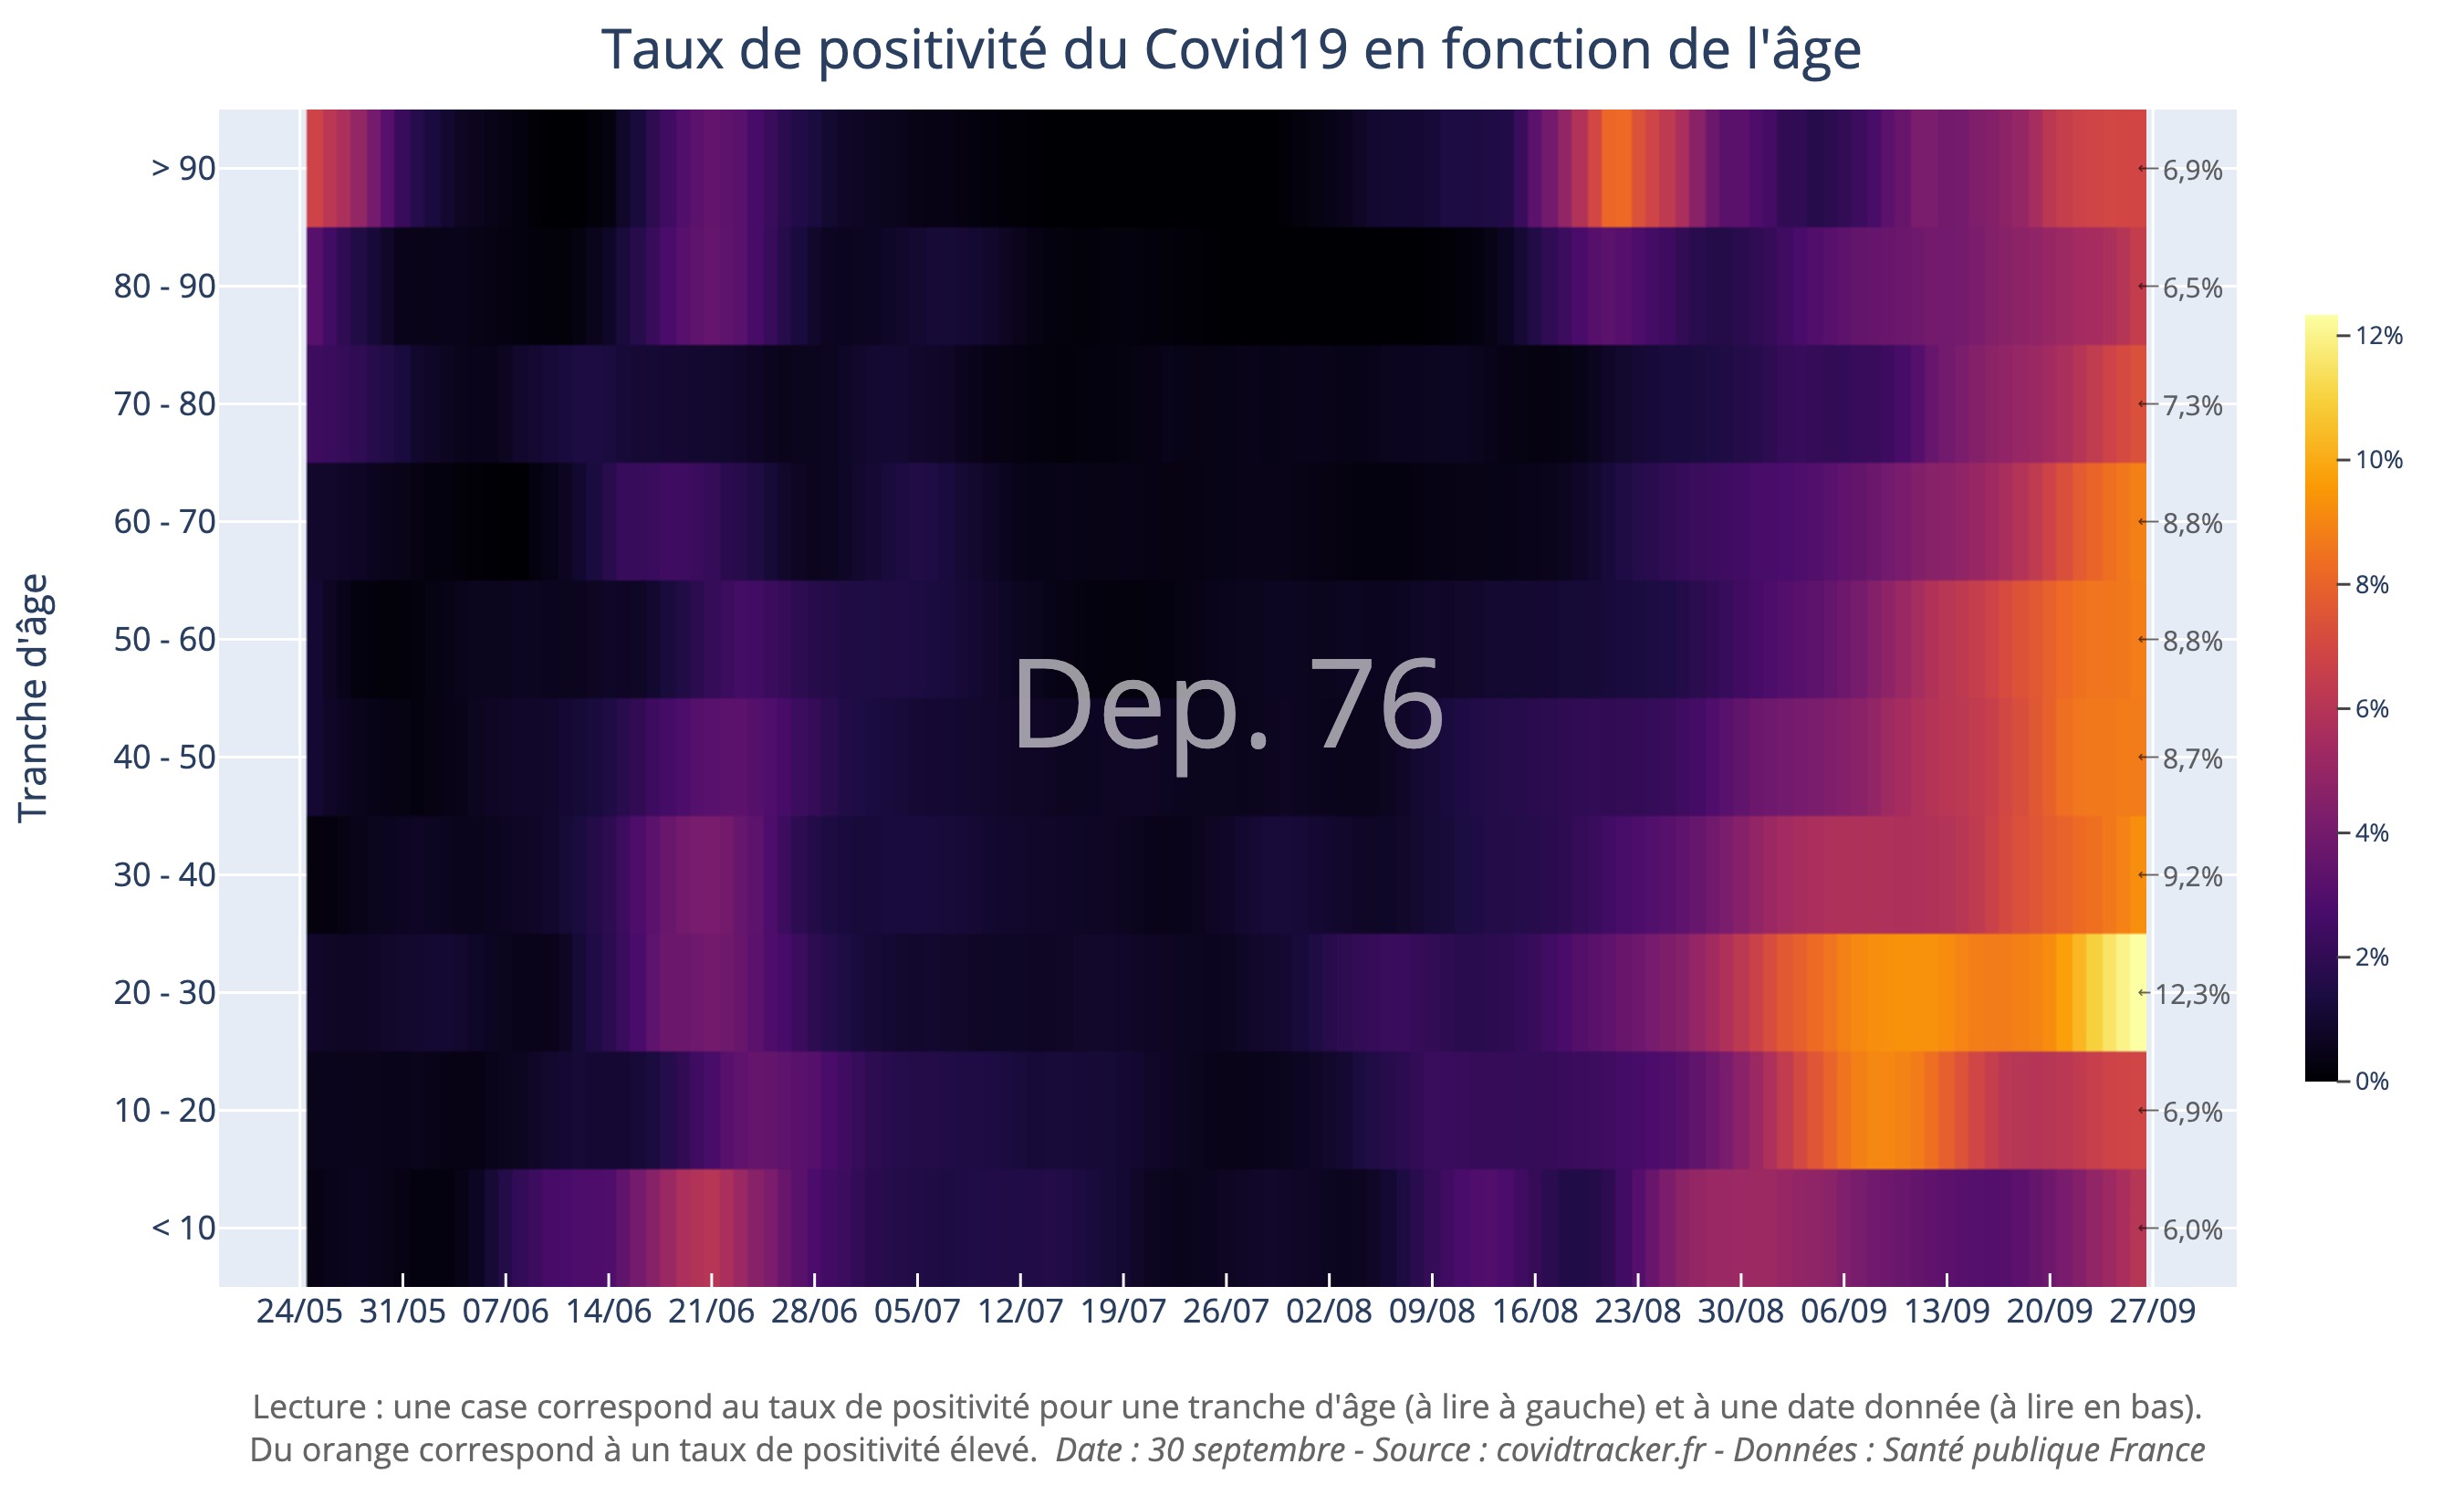 Taux de positivité du Covid19 en fonction de l'âge
Tranche d'âge
> 90
80 - 90
70 - 80
60 - 70
50 - 60
40 - 50
30 - 40
20 - 30
10 - 20
< 10
Dep. 76
6,9%
6,5%
7,3%
8,8%
8,8%
8,7%
9,2%
12,3%
6,9%
6,0%
12%
10%
8%
6%
4%
2%
0%
24/05 31/05 07/06 14/06 21/06 28/06 05/07 12/07 19/07 26/07 02/08 09/08 16/08 23/08 30/08 06/09 13/09 20/09 27/09
Lecture : une case correspond au taux de positivité pour une tranche d'âge (à lire à gauche) et à une date donnée (à lire en bas).
Du orange correspond à un taux de positivité élevé. Date : 30 septembre - Source : covidtracker.fr - Données : Santé publique France